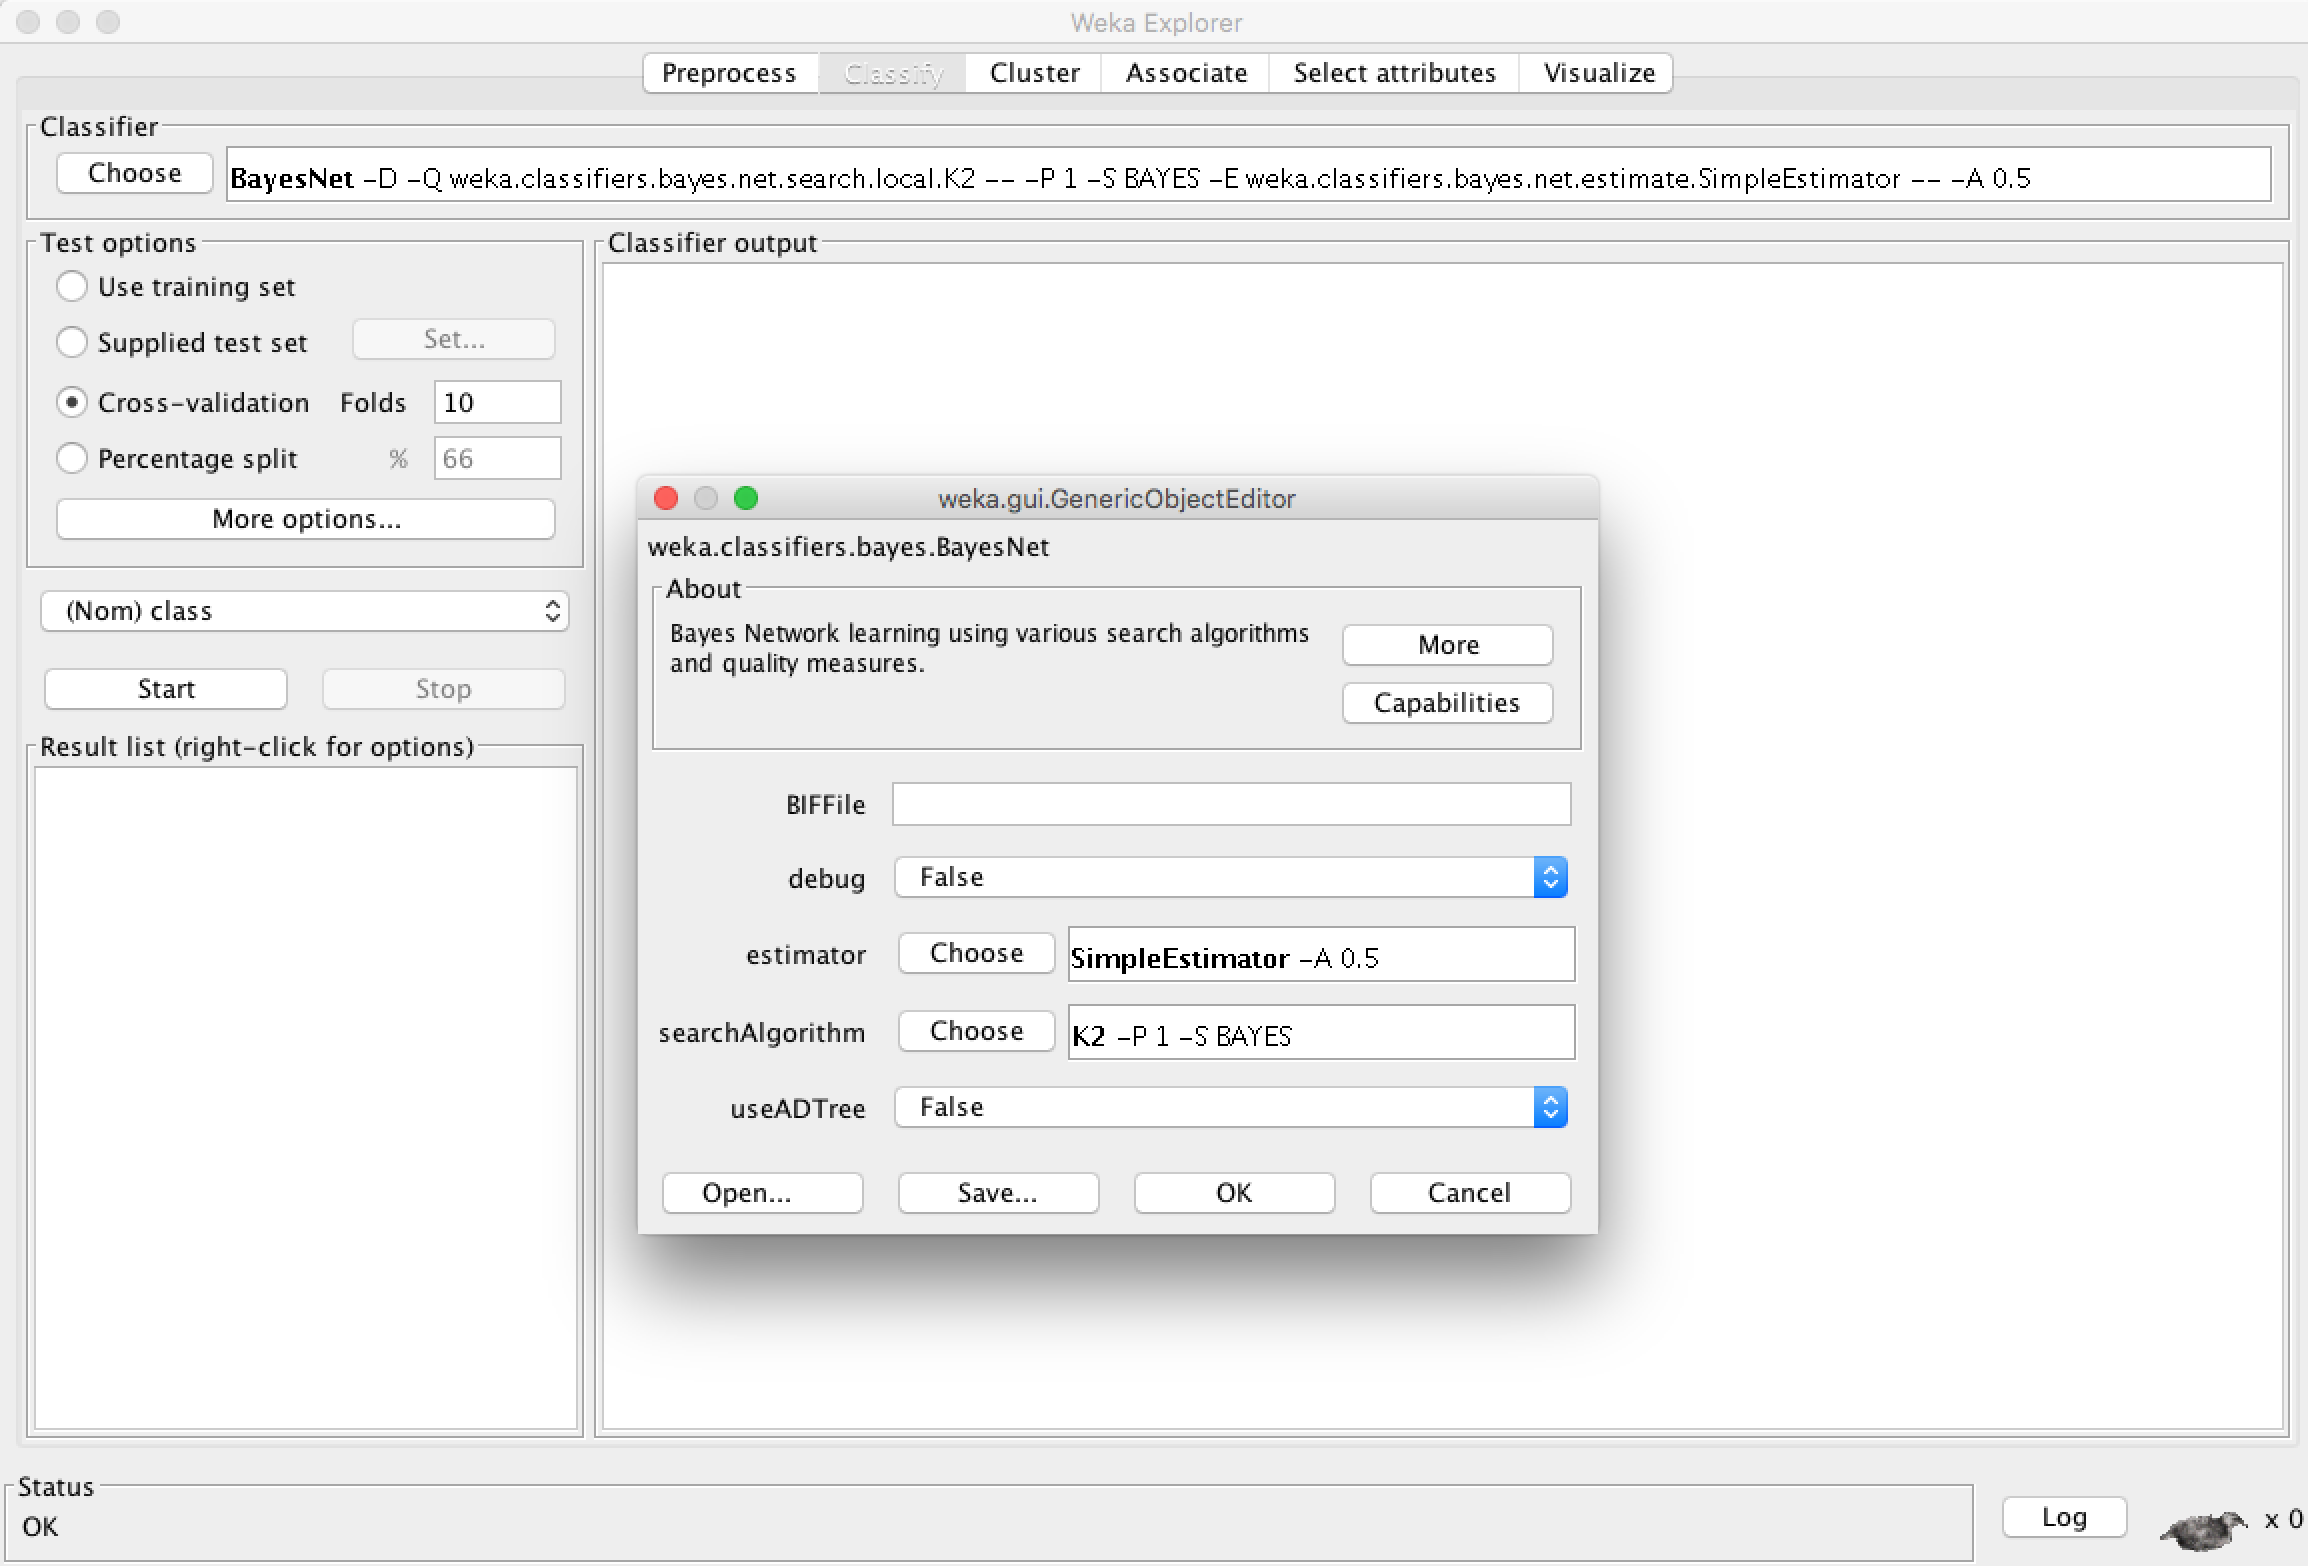 Weka Explorer
Preprocess Classify Cluster Associate Select attributes Visualize
Classifier
Choose BayesNet -D -Q weka.classifiers.bayes.net.search.local.K2 -- -P 1 -S BAYES -E weka.classifiers.bayes.net.estimate.SimpleEstimator -- -A 0.5
Test options
Use training set
Supplied test set Set...
Cross-validation Folds 10
Percentage split % 66
More options...
(Nom) class
Start Stop
Result list (right-click for options)
Classifier output
weka.gui.GenericObjectEditor
weka.classifiers.bayes.BayesNet
About
Bayes Network learning using various search algorithms
and quality measures.
More
Capabilities
BIFFile
debug False
estimator Choose SimpleEstimator -A 0.5
searchAlgorithm Choose K2 -P 1 -S BAYES
useADTree False
Open... Save... OK Cancel
Status
OK
Log x 0